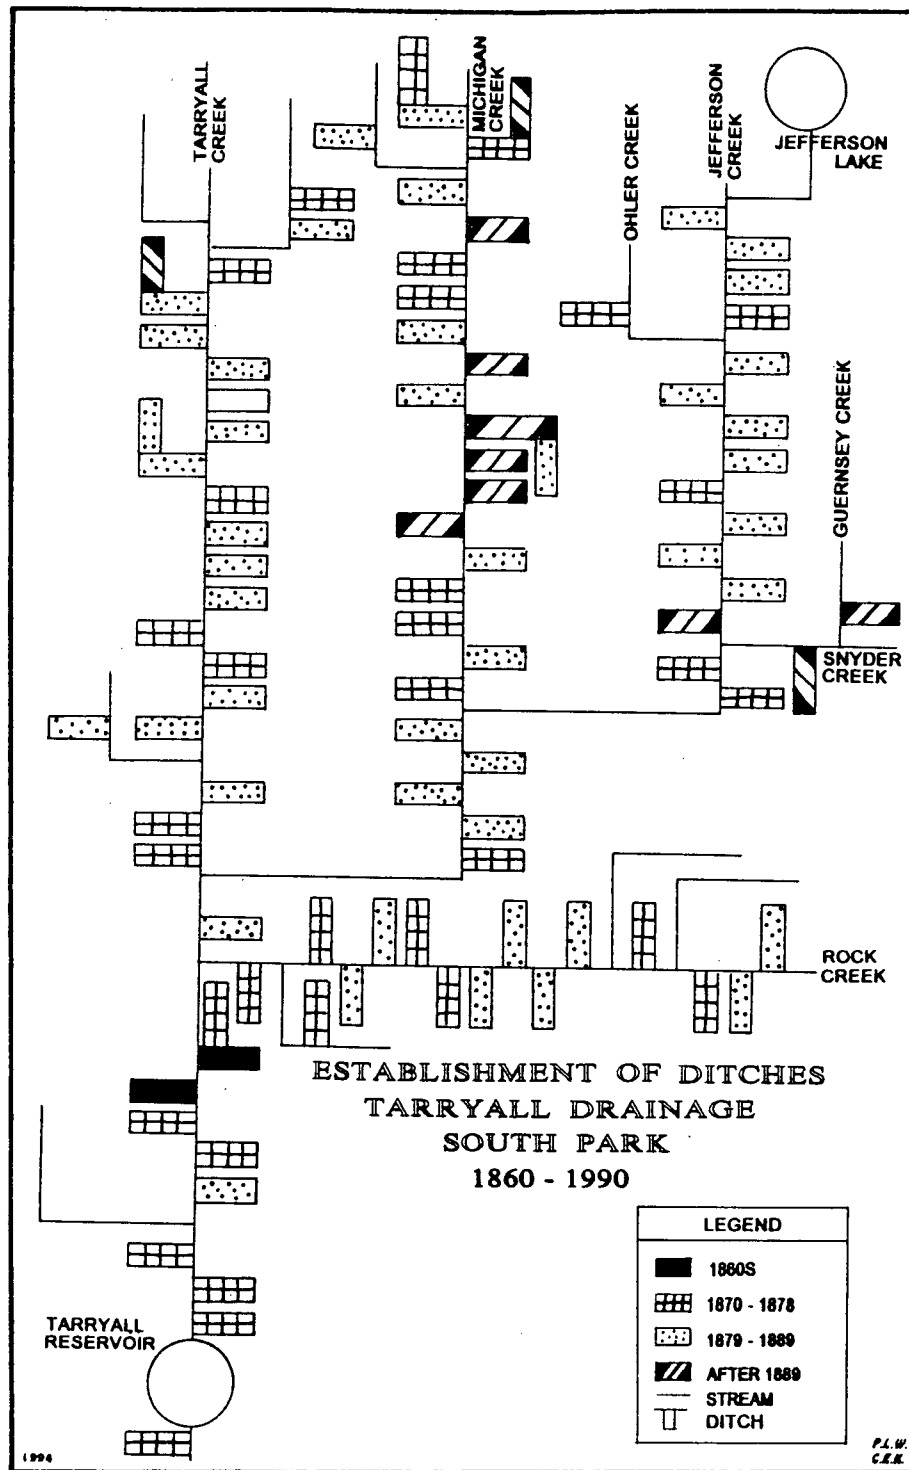 TARRYALL
CREEK
MICHIGAN
CREEK
OHLER CREEK
JEFFERSON
CREEK
JEFFERSON
LAKE
GUERNSEY CREEK
SNYDER
CREEK
ROCK
CREEK
ESTABLISHMENT OF DITCHES
TARRYALL DRAINAGE
SOUTH PARK
1860 - 1990
LEGEND
1860S
1870 - 1878
1879 - 1889
AFTER 1889
STREAM
DITCH
TARRYALL
RESERVOIR
1994
P.L.W.
C.E.K.